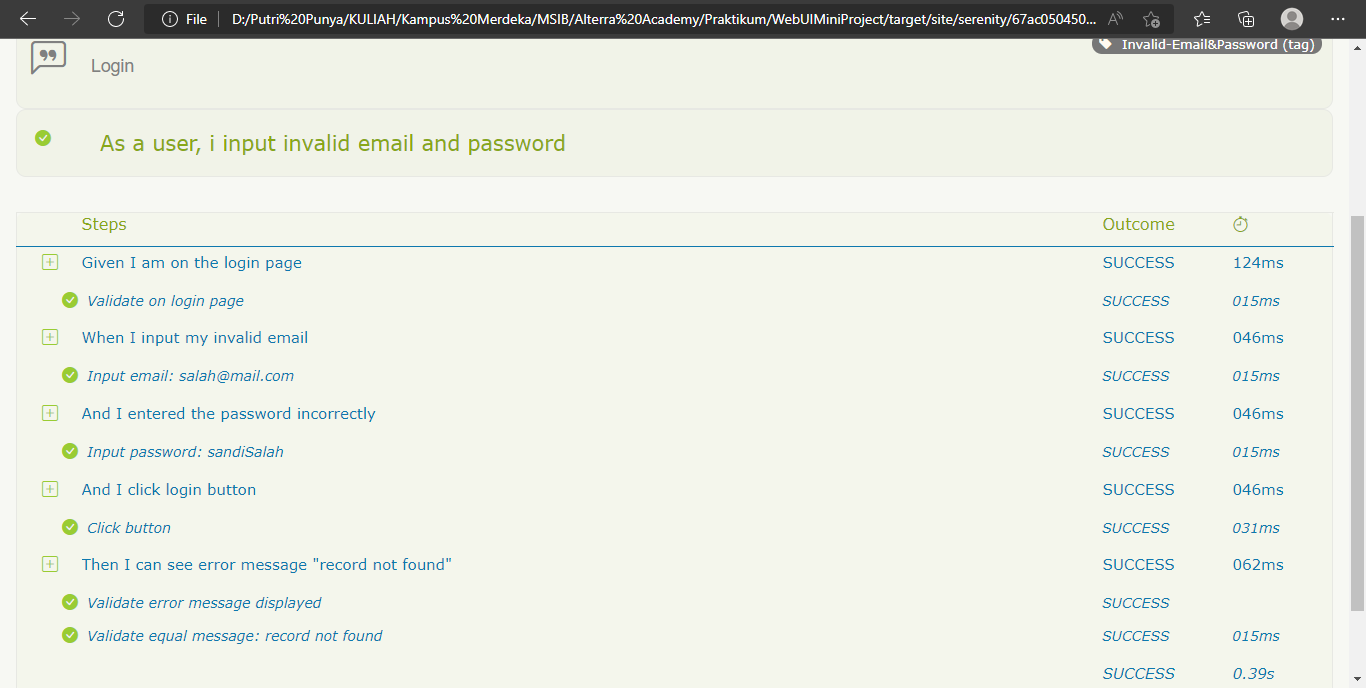 File
D:/Putri%20Punya/KULIAH/Kampus%20Merdeka/MSIB/Alterra%20Academy/Praktikum/WebUIMiniProject/target/site/serenity/67ac050450...
Invalid-Email&Password (tag)
Login
As a user, i input invalid email and password
Steps Outcome
Given I am on the login page SUCCESS 124ms
Validate on login page SUCCESS 015ms
When I input my invalid email SUCCESS 046ms
Input email: salah@mail.com SUCCESS 015ms
And I entered the password incorrectly SUCCESS 046ms
Input password: sandiSalah SUCCESS 015ms
And I click login button SUCCESS 046ms
Click button SUCCESS 031ms
Then I can see error message "record not found" SUCCESS 062ms
Validate error message displayed SUCCESS
Validate equal message: record not found SUCCESS 015ms
SUCCESS 0.39s